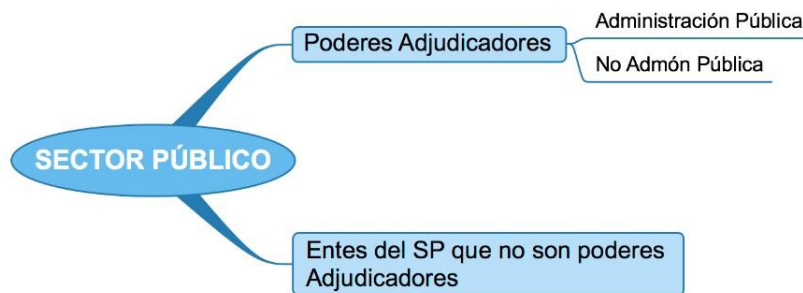 Administración Pública
Poderes Adjudicadores
No Admón Pública
SECTOR PÚBLICO
Entes del SP que no son poderes
Adjudicadores